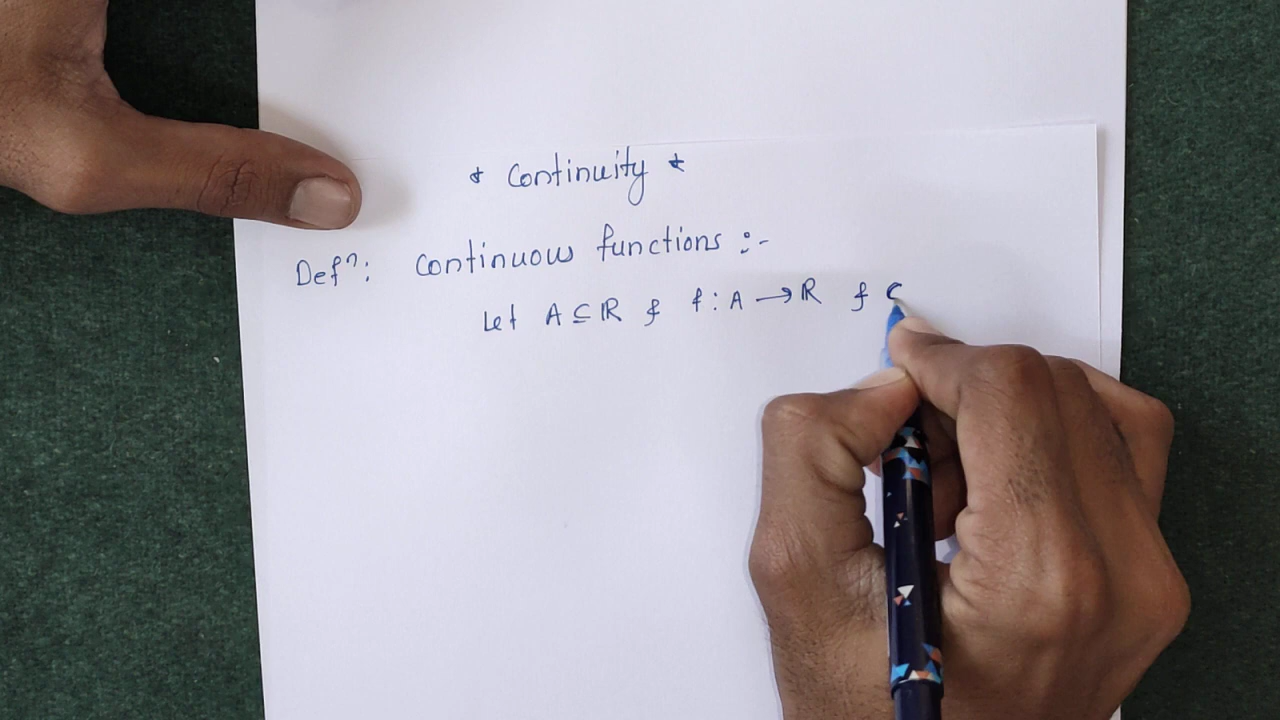 * Continuity *
Defⁿ: Continuous functions :-
Let A ⊆ ℝ & f : A → ℝ & C